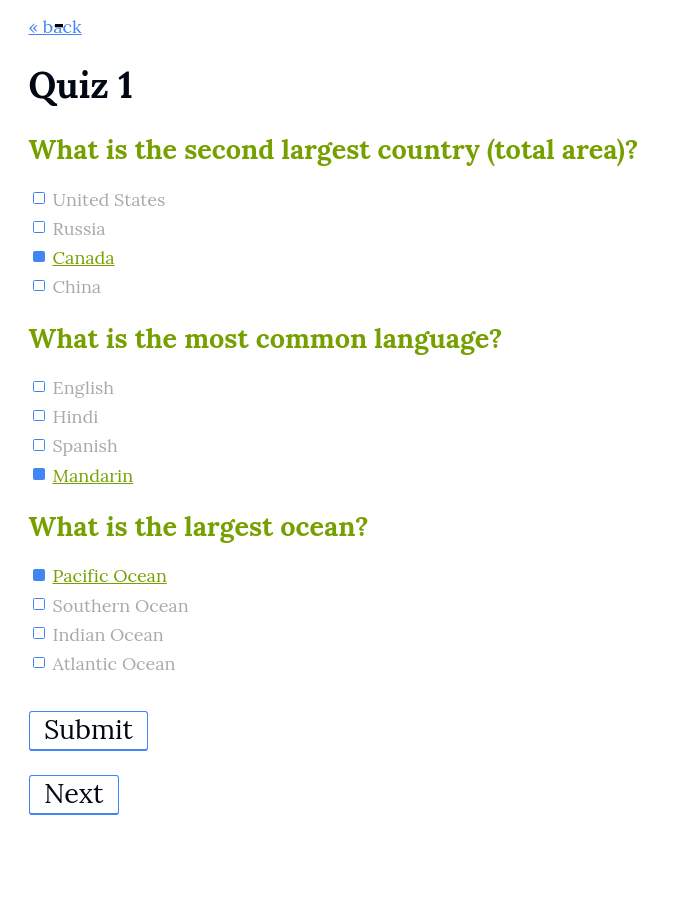 « back
Quiz 1
What is the second largest country (total area)?
United States
Russia
Canada
China
What is the most common language?
English
Hindi
Spanish
Mandarin
What is the largest ocean?
Pacific Ocean
Southern Ocean
Indian Ocean
Atlantic Ocean
Submit
Next